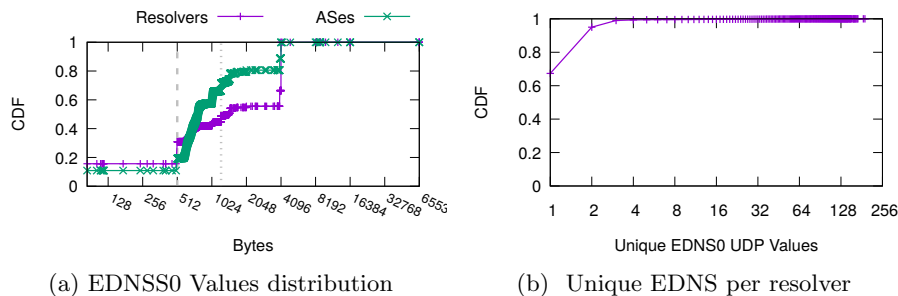 Resolvers
ASes
CDF
1
0.8
0.6
0.4
0.2
0
128
256
512
1024
2048
4096
8192
16384
32768
6553
Bytes
(a) EDNSS0 Values distribution
CDF
1
0.8
0.6
0.4
0.2
0
1 2 4 8 16 32 64 128 256
Unique EDNS0 UDP Values
(b) Unique EDNS per resolver